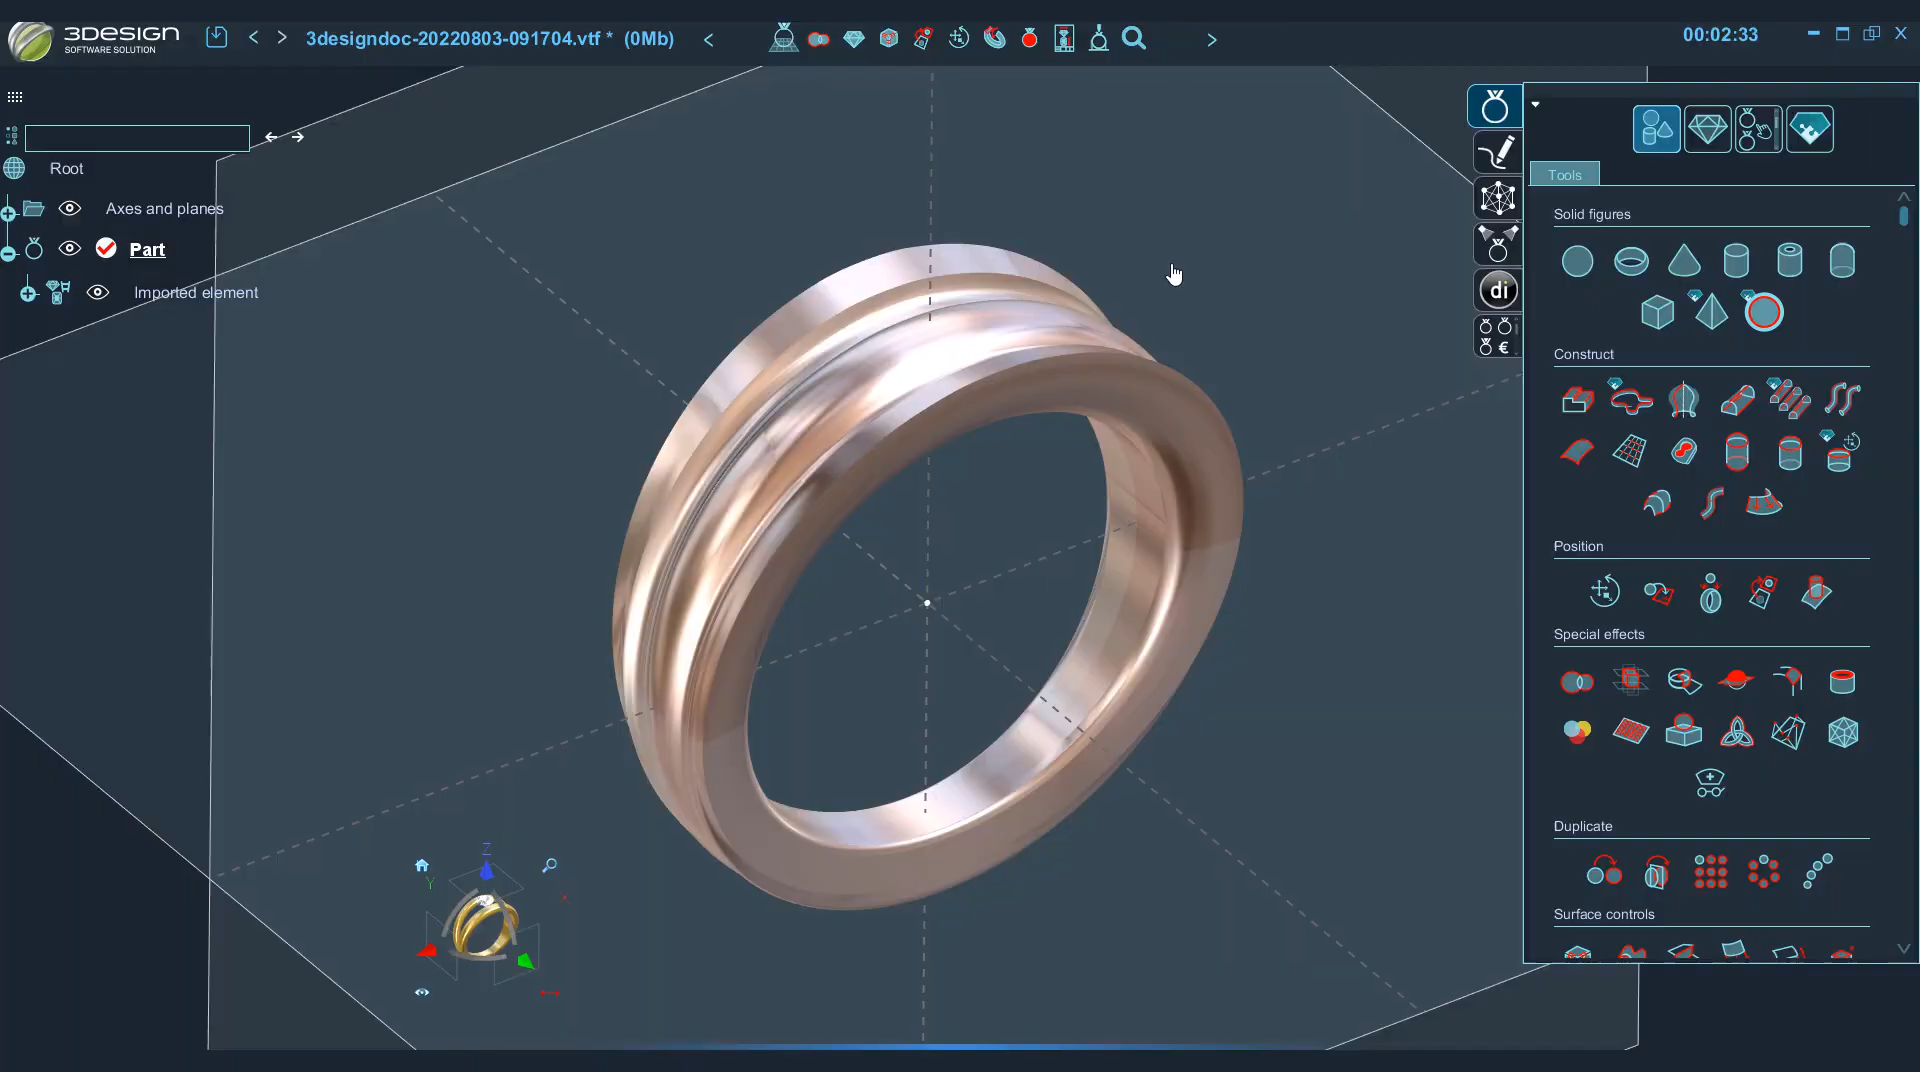 3DESIGN
SOFTWARE SOLUTION
3designdoc-20220803-091704.vtf * (0Mb)
00:02:33
Root
Axes and planes
Part
Imported element
di
€
Tools
Solid figures
Construct
Position
Special effects
Duplicate
Surface controls
Z
Y
x